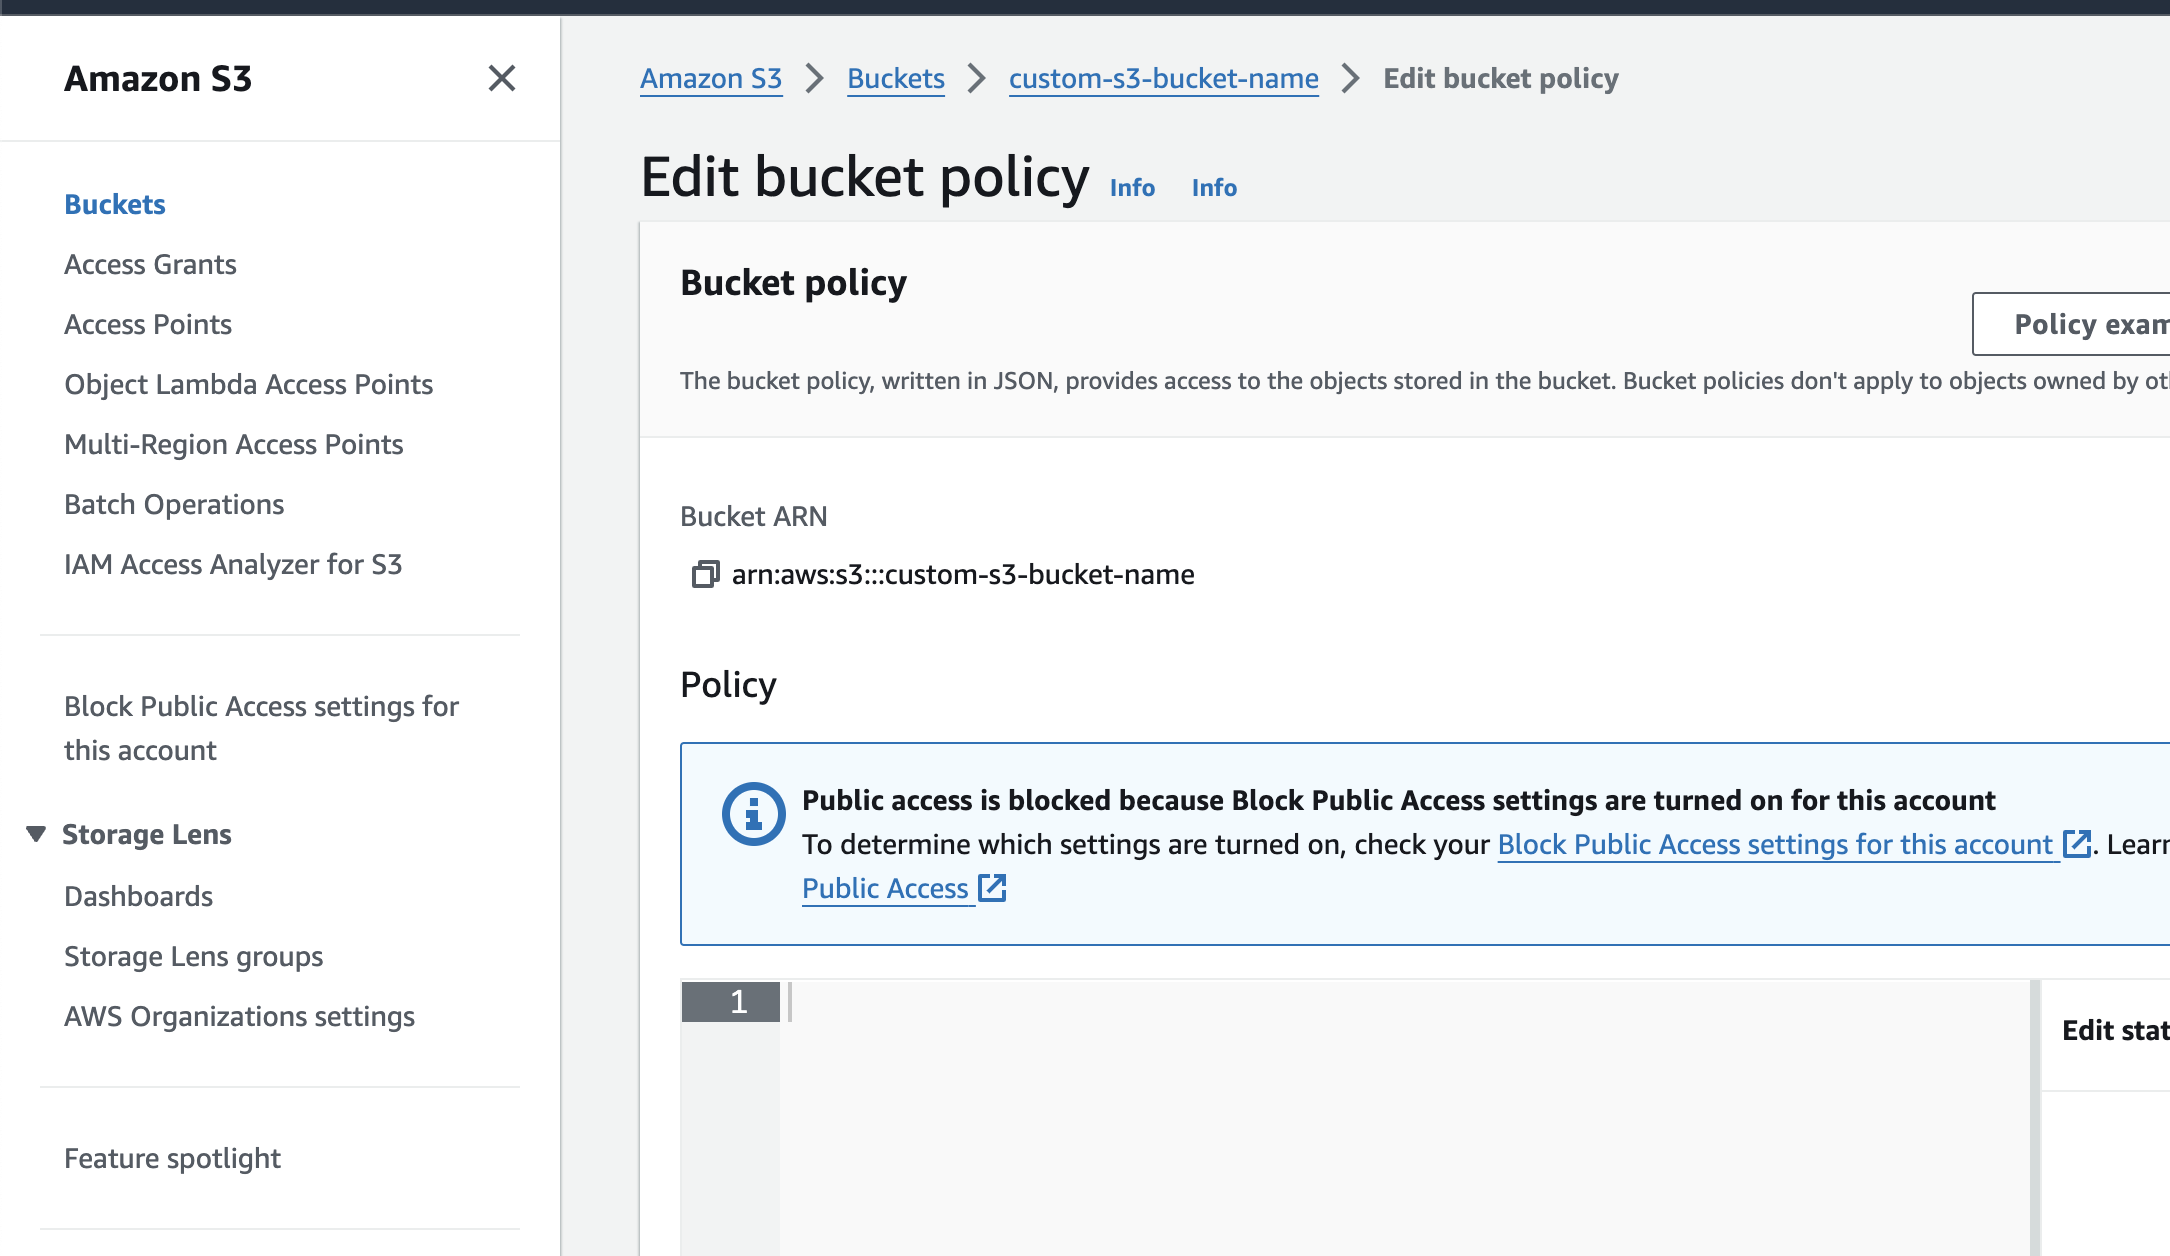 Amazon S3
Buckets
Access Grants
Access Points
Object Lambda Access Points
Multi-Region Access Points
Batch Operations
IAM Access Analyzer for S3
Block Public Access settings for
this account
Storage Lens
Dashboards
Storage Lens groups
AWS Organizations settings
Feature spotlight
Amazon S3 > Buckets > custom-s3-bucket-name > Edit bucket policy
Edit bucket policy Info Info
Bucket policy
Policy exam
The bucket policy, written in JSON, provides access to the objects stored in the bucket. Bucket policies don't apply to objects owned by ot
Bucket ARN
arn:aws:s3:::custom-s3-bucket-name
Policy
Public access is blocked because Block Public Access settings are turned on for this account
To determine which settings are turned on, check your Block Public Access settings for this account. Learn
Public Access
1
Edit stat